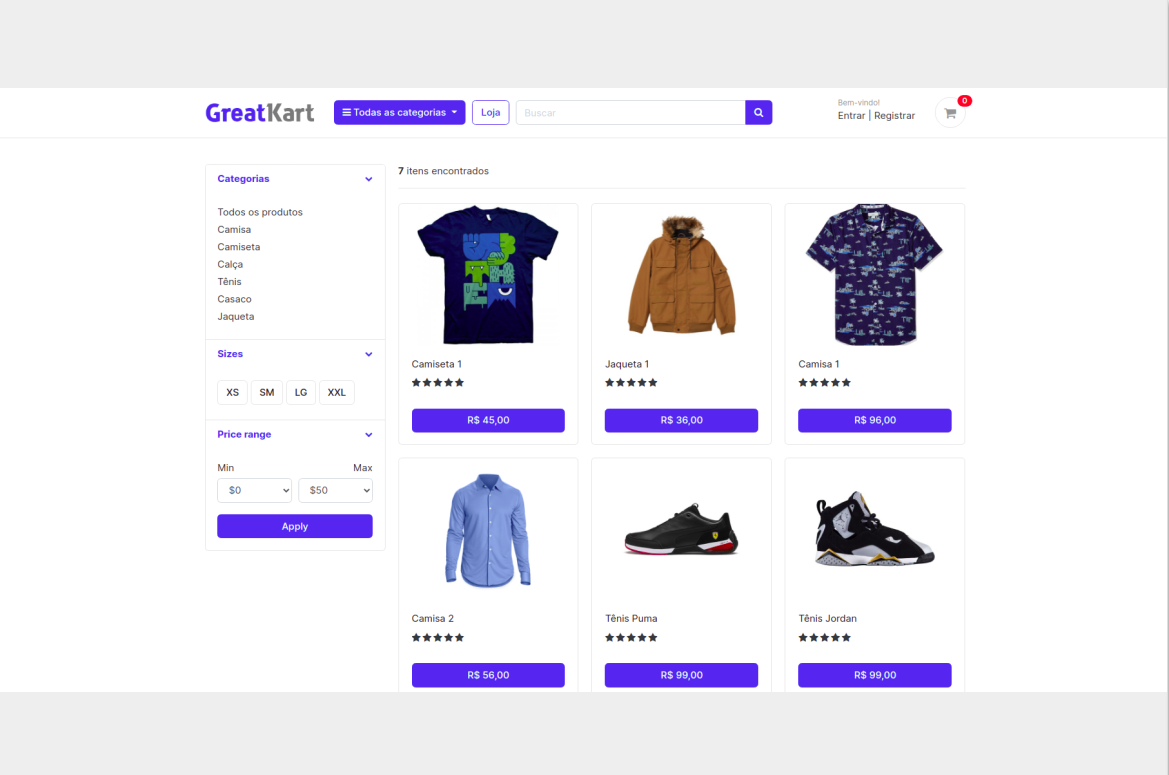 GreatKart
Todas as categorias
Loja
Buscar
Bem-vindo!
Entrar | Registrar
0
Categorias
Todos os produtos
Camisa
Camiseta
Calça
Tênis
Casaco
Jaqueta
Sizes
XS SM LG XXL
Price range
Min Max
$0 $50
Apply
7 itens encontrados
Camiseta 1
R$ 45,00
Jaqueta 1
R$ 36,00
Camisa 1
R$ 96,00
Camisa 2
R$ 56,00
Tênis Puma
R$ 99,00
Tênis Jordan
R$ 99,00